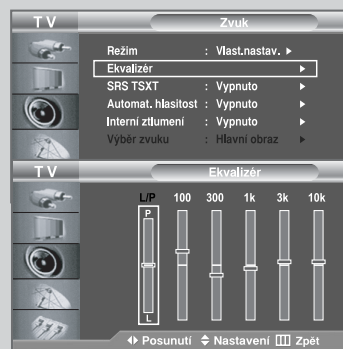 TV Zvuk
Režim : Vlast.nastav.
Ekvalizér
SRS TSXT : Vypnuto
Automat. hlasitost : Vypnuto
Interní ztlumení : Vypnuto
Výběr zvuku : Hlavní obraz
TV Ekvalizér
L/P 100 300 1k 3k 10k
P
L
Posunutí Nastavení Zpět